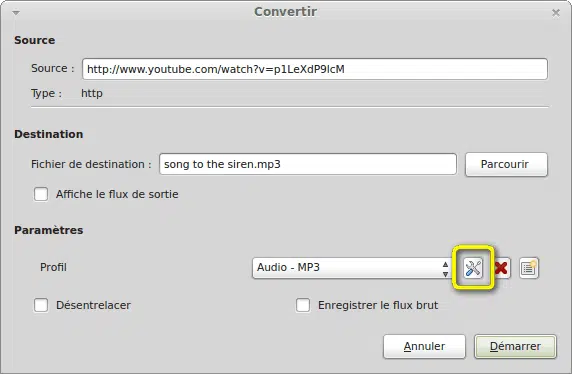 Convertir
Source
Source : http://www.youtube.com/watch?v=p1LeXdP9lcM
Type : http
Destination
Fichier de destination : song to the siren.mp3 Parcourir
Affiche le flux de sortie
Paramètres
Profil Audio - MP3
Désentrelacer Enregistrer le flux brut
Annuler Démarrer